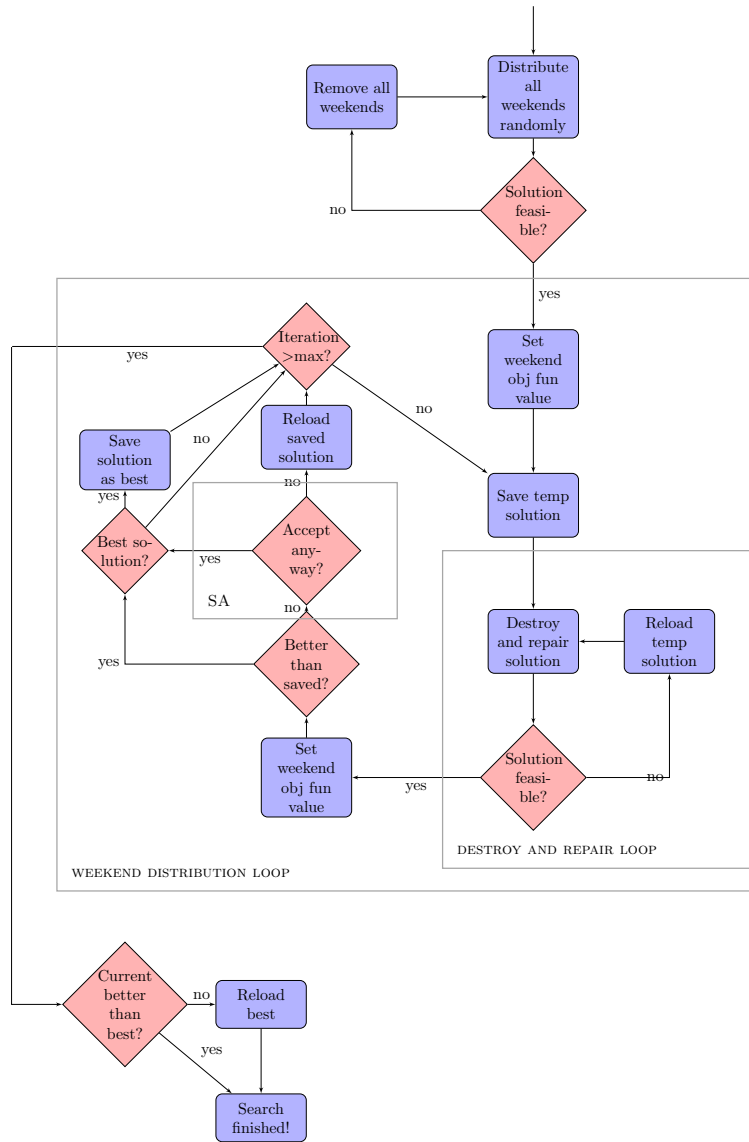 Distribute
all
weekends
randomly
Remove all
weekends
Solution
feasi-
ble?
no
yes
Set
weekend
obj fun
value
Iteration
>max?
yes
no
Reload
saved
solution
no
Save
solution
as best
yes
no
Save temp
solution
Best so-
lution?
Accept
any-
way?
yes
SA
no
Better
than
saved?
yes
Destroy
and repair
solution
Reload
temp
solution
Set
weekend
obj fun
value
Solution
feasi-
ble?
yes
no
DESTROY AND REPAIR LOOP
WEEKEND DISTRIBUTION LOOP
Current
better
than
best?
no
Reload
best
yes
Search
finished!